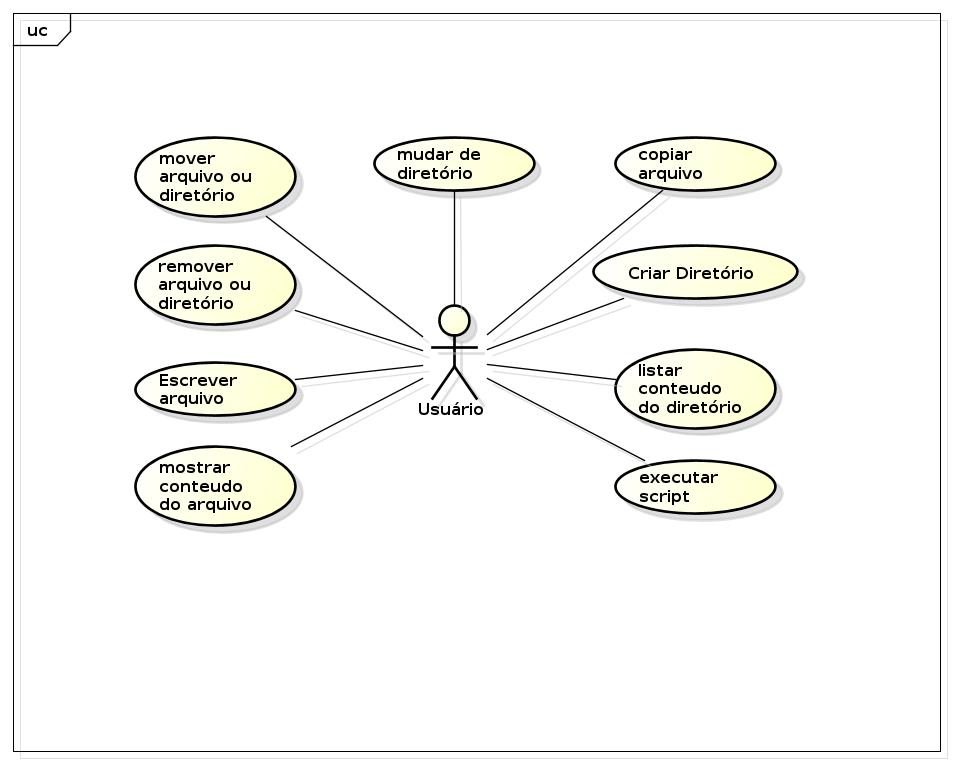 uc
mover
arquivo ou
diretório
mudar de
diretório
copiar
arquivo
remover
arquivo ou
diretório
Criar Diretório
Escrever
arquivo
listar
conteudo
do diretório
Usuário
mostrar
conteudo
do arquivo
executar
script